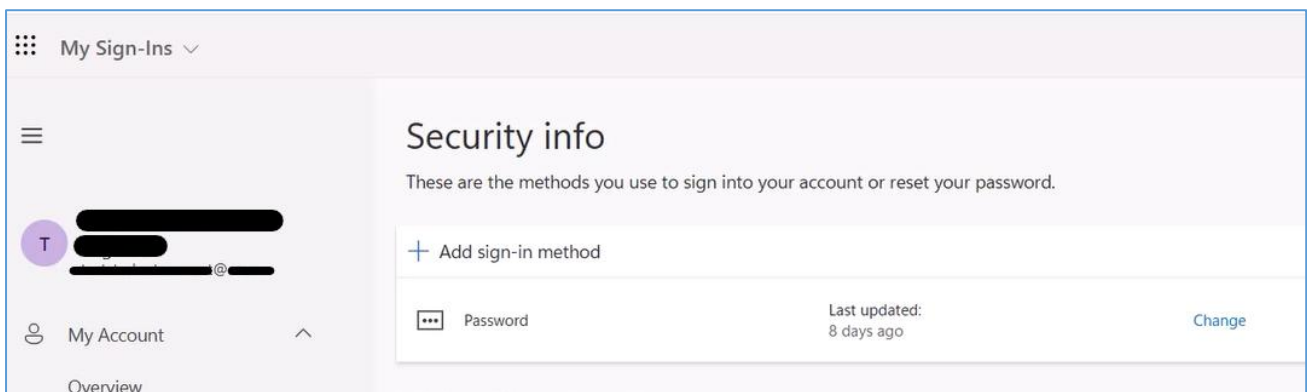 My Sign-Ins
Security info
These are the methods you use to sign into your account or reset your password.
T
@
Add sign-in method
Password
Last updated:
8 days ago
Change
My Account
Overview